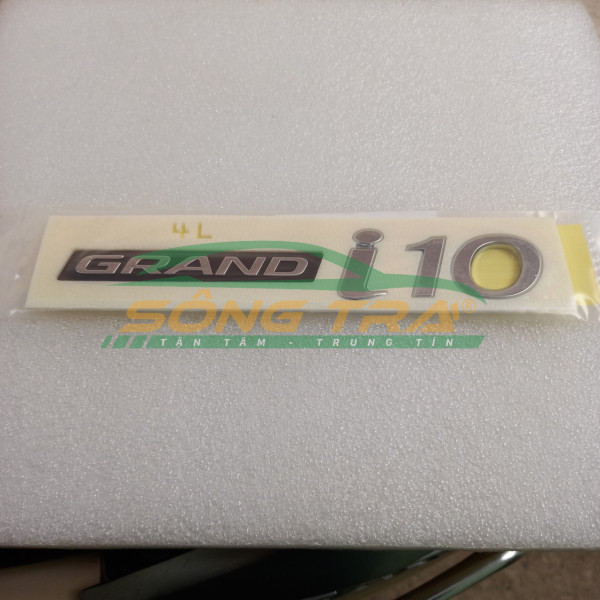 4L
GRAND i10
SÔNG TRÀ®
TẬN TÂM - TRUNG TÍN